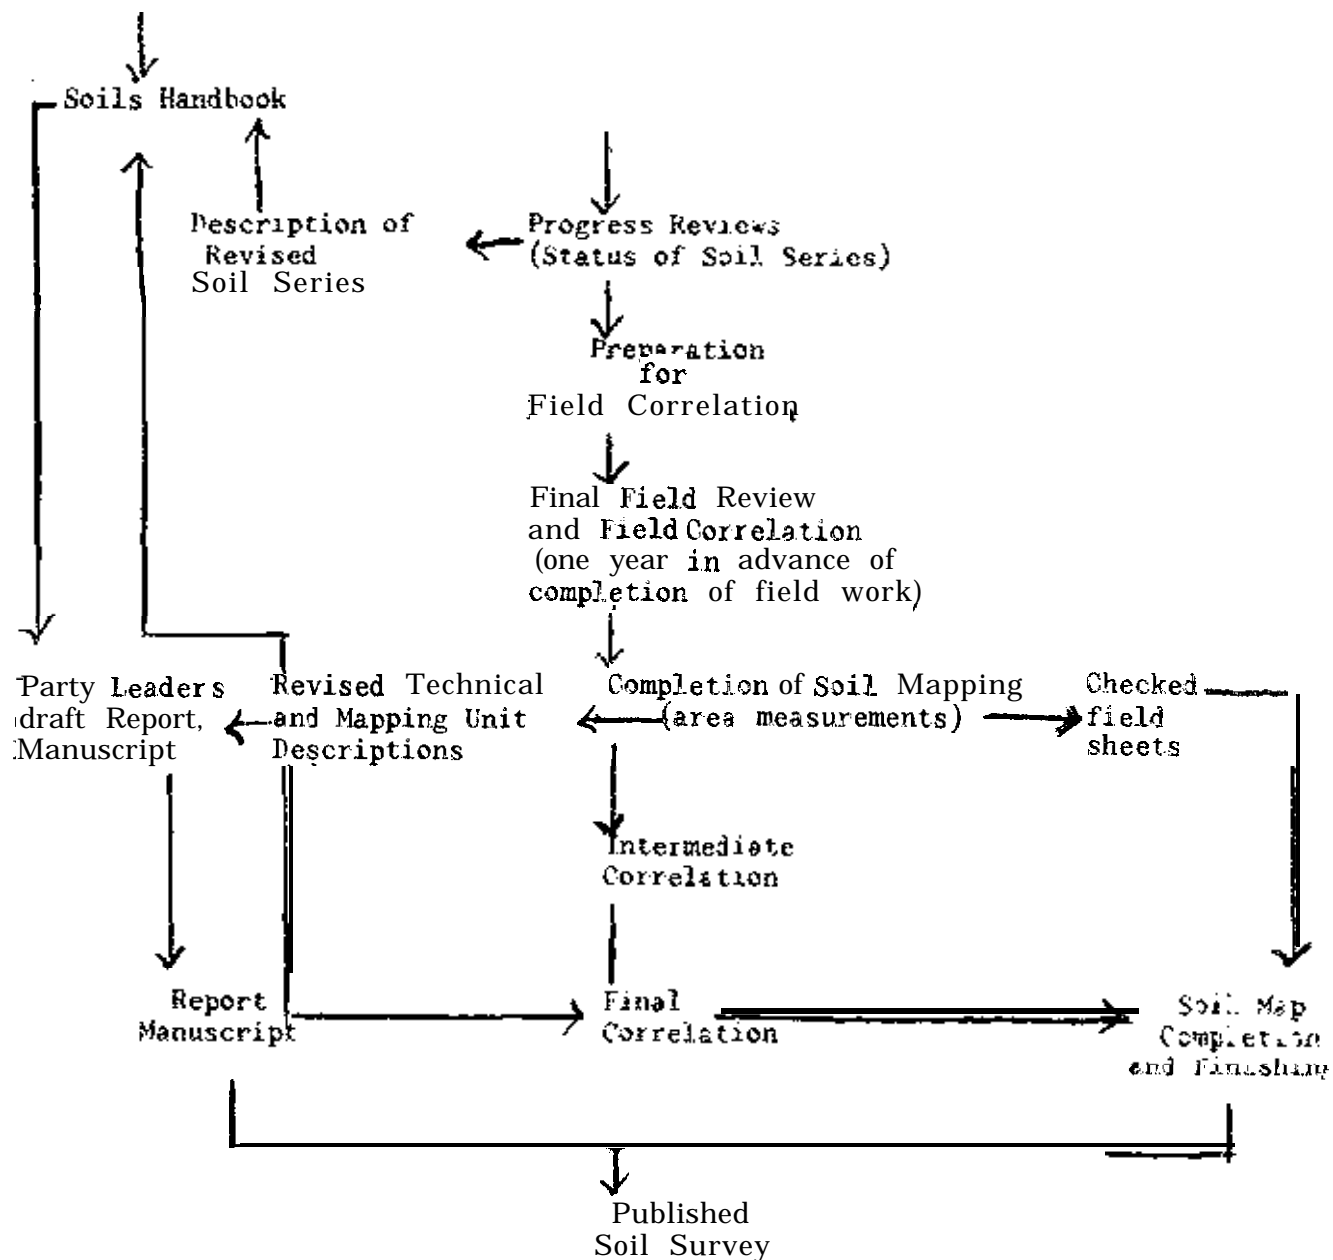 Soils Handbook
Description of
Revised
Soil Series
Progress Reviews
(Status of Soil Series)
Preparation
for
Field Correlation
Final Field Review
and Field Correlation
(one year in advance of
completion of field work)
Party Leaders
draft Report,
Manuscript
Revised Technical
and Mapping Unit
Descriptions
Completion of Soil Mapping
(area measurements)
Checked
field
sheets
Intermediate
Correlation
Report
Manuscript
Final
Correlation
Soil Map
Completion
and Finishing
Published
Soil Survey